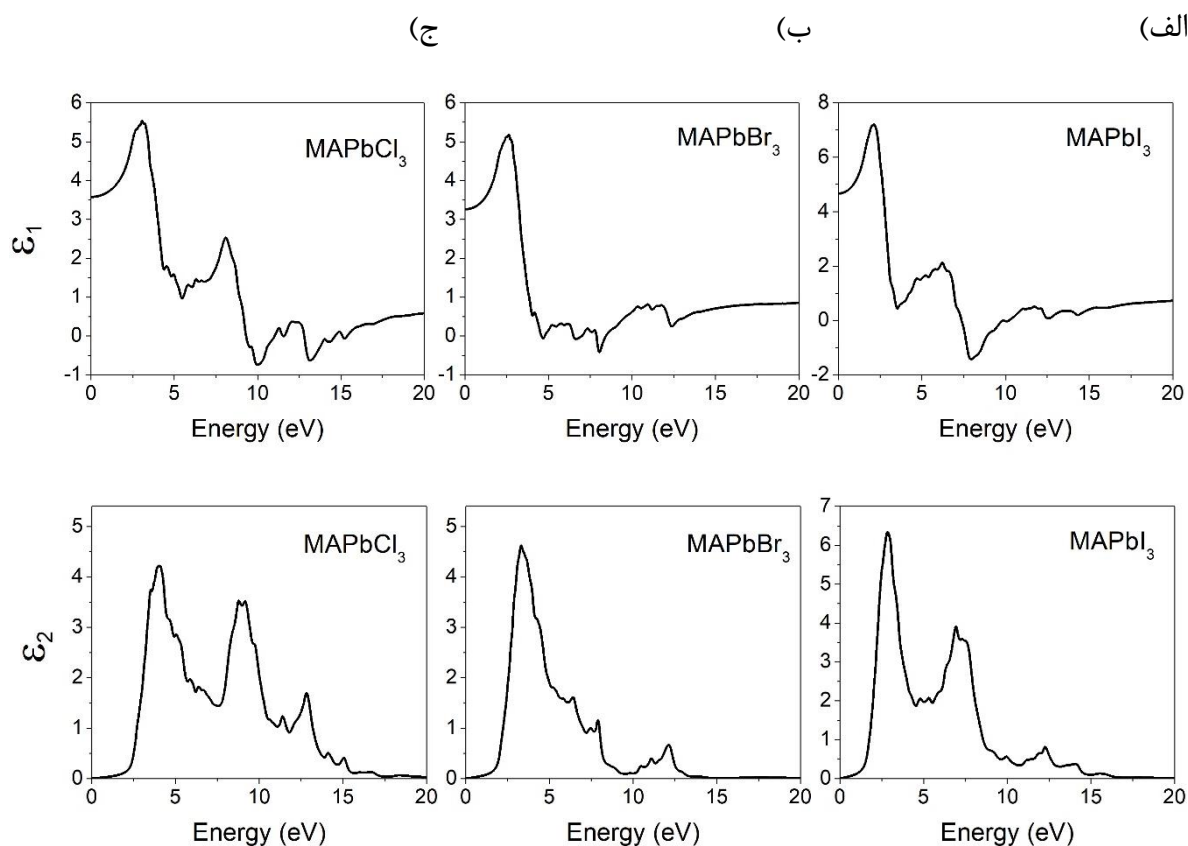 الف) ب) ج)
6 5 4 3 2 1 0 -1
ε₁
MAPbCl₃
0 5 10 15 20
Energy (eV)
6 5 4 3 2 1 0 -1
MAPbBr₃
0 5 10 15 20
Energy (eV)
8 6 4 2 0 -2
MAPbI₃
0 5 10 15 20
Energy (eV)
5 4 3 2 1 0
ε₂
MAPbCl₃
0 5 10 15 20
Energy (eV)
5 4 3 2 1 0
MAPbBr₃
0 5 10 15 20
Energy (eV)
7 6 5 4 3 2 1 0
MAPbI₃
0 5 10 15 20
Energy (eV)